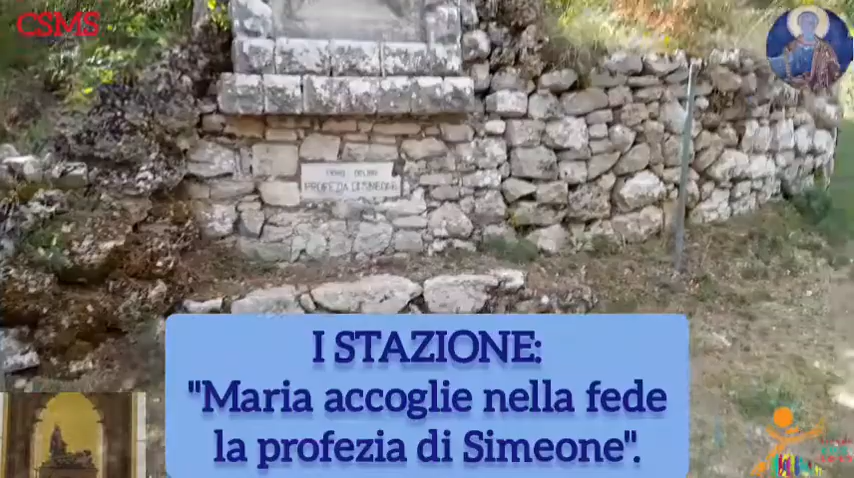 CSMS
PROFEZIA DI SIMEONE
I STAZIONE:
"Maria accoglie nella fede
la profezia di Simeone".